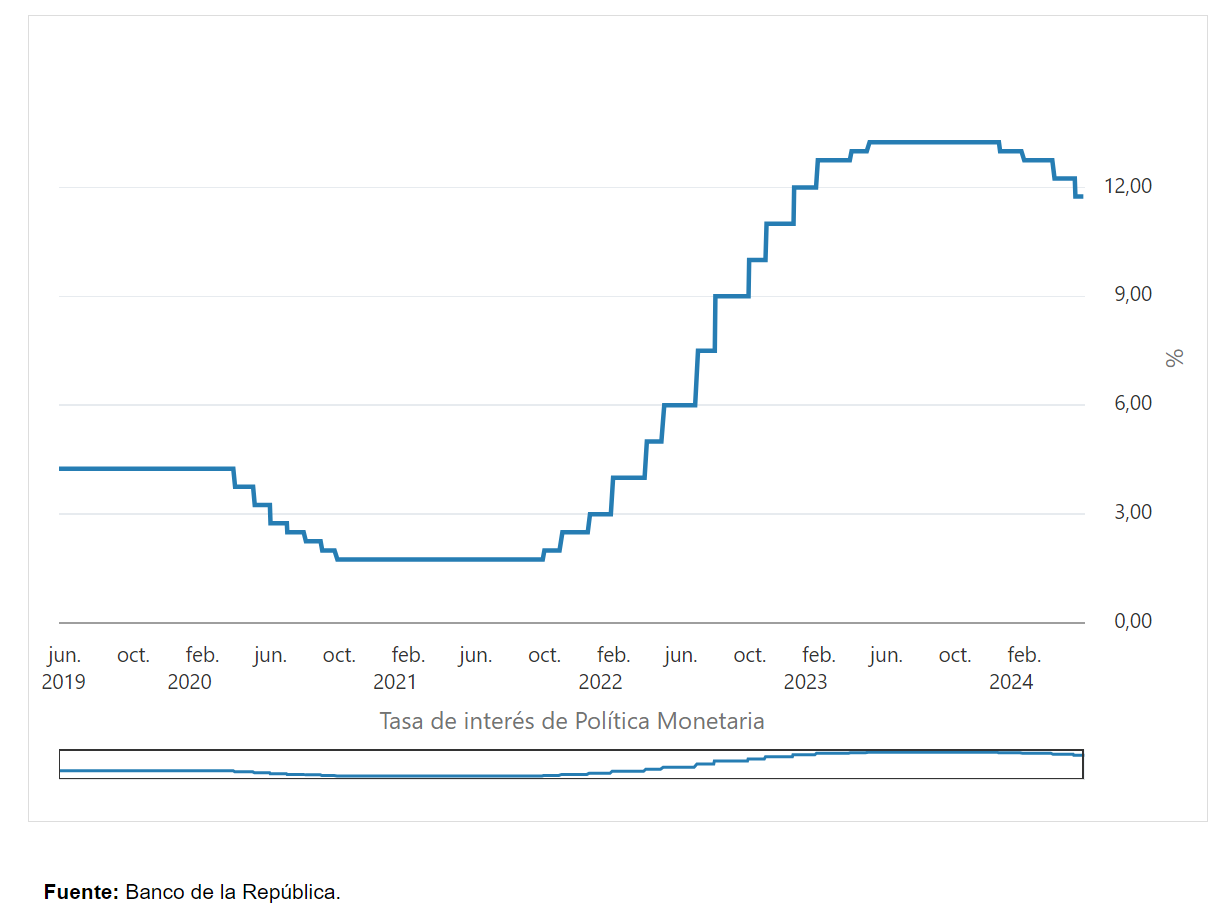 12,00
9,00
%
6,00
3,00
0,00
jun. oct. feb. jun. oct. feb. jun. oct. feb. jun. oct. feb. jun. oct. feb.
2019 2020 2021 2022 2023 2024
Tasa de interés de Política Monetaria
Fuente: Banco de la República.